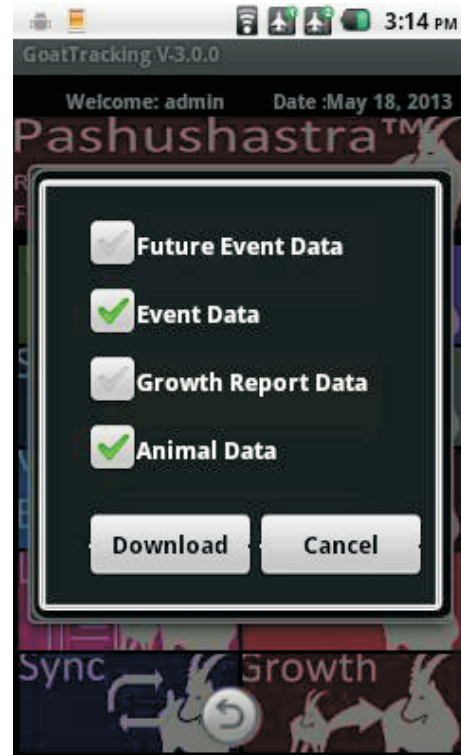 3:14 PM
GoatTracking V-3.0.0
Welcome: admin Date :May 18, 2013
Pashushastra™
R
F
Future Event Data
Event Data
S
Growth Report Data
Animal Data
Download Cancel
Sync Growth